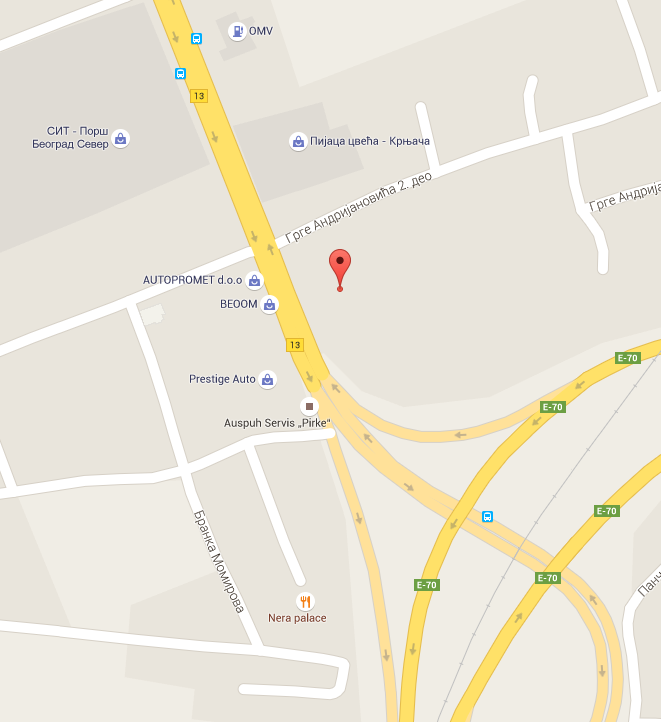 OMV
13
СИТ - Порш
Београд Север
Пијаца цвећа - Крњача
Грге Андријановића 2. део
Грге Андрија
AUTOPROMET d.o.o
BEOOM
13
E-70
Prestige Auto
E-70
Auspuh Servis „Pirke“
E-70
Бранка Момирова
E-70
E-70
Панч
Nera palace